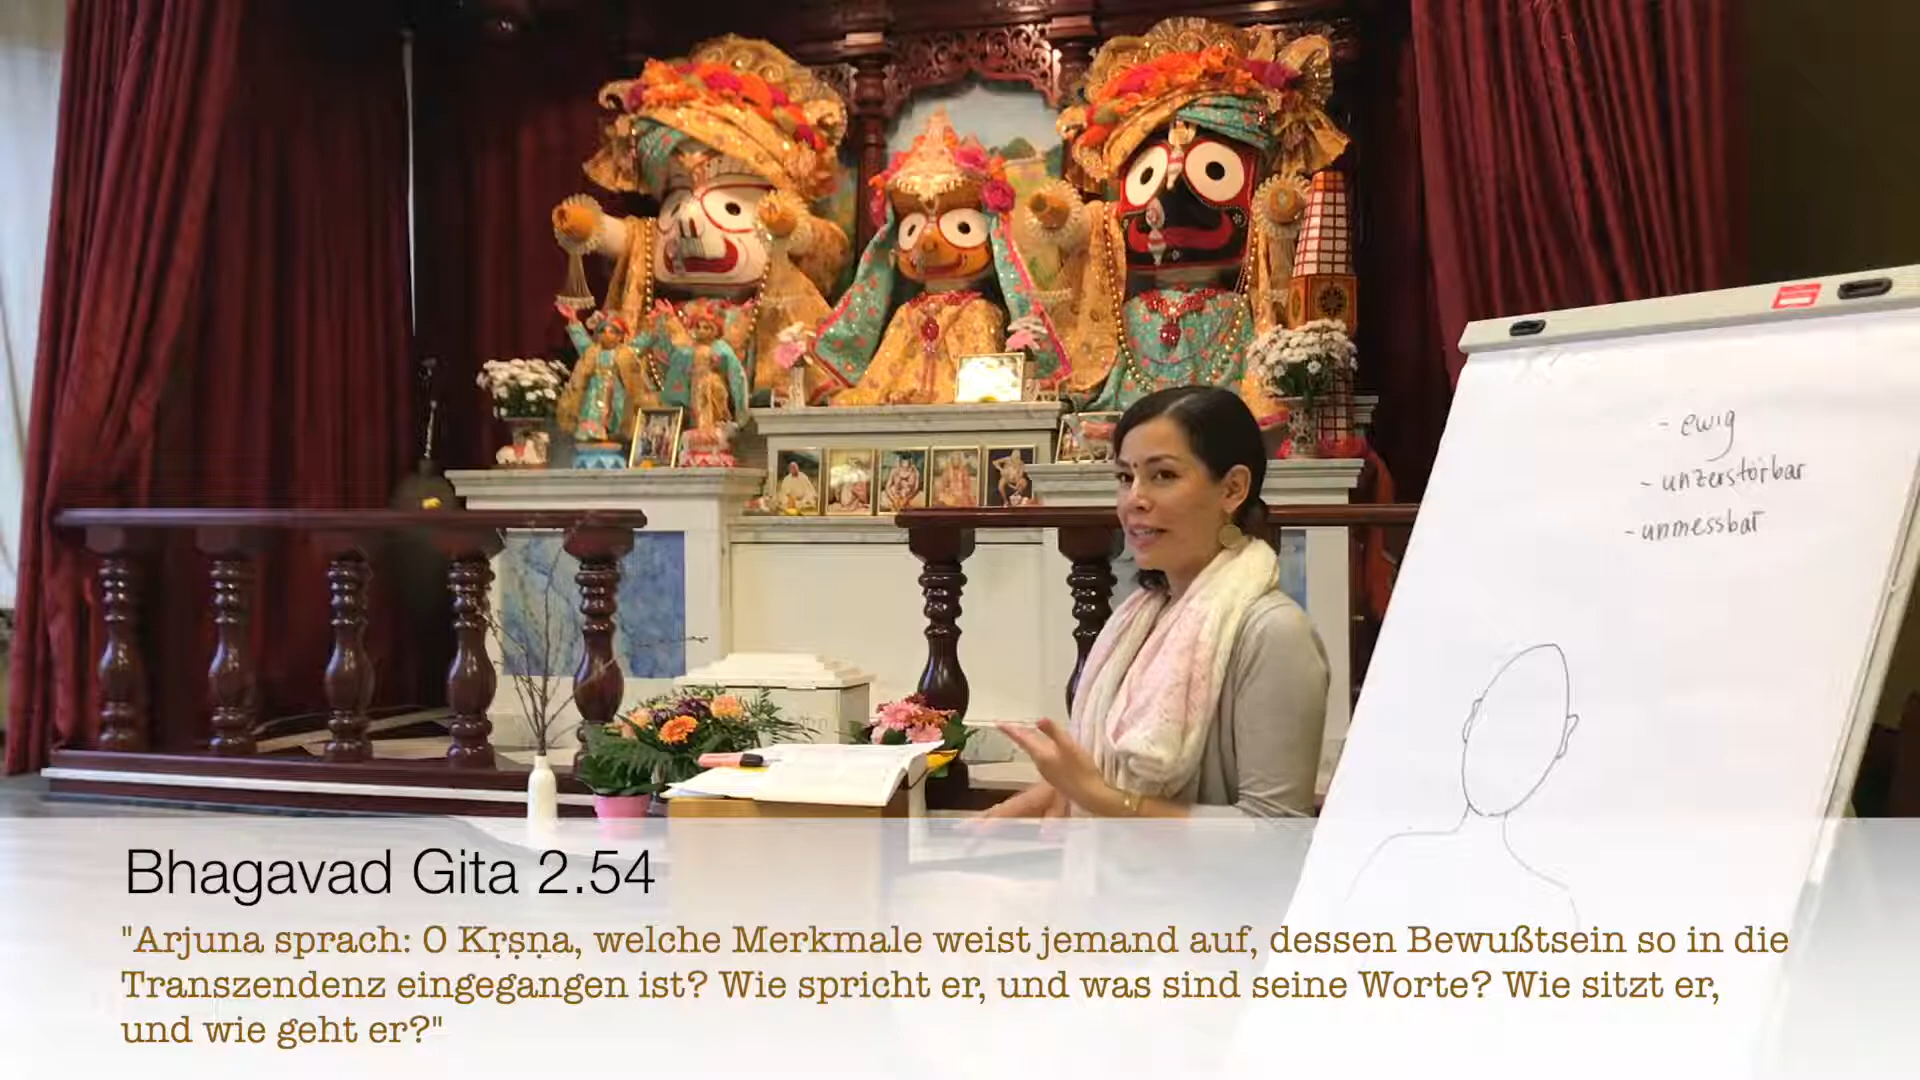 - ewig
- unzerstörbar
- unmessbar
Bhagavad Gita 2.54
"Arjuna sprach: O Kṛṣṇa, welche Merkmale weist jemand auf, dessen Bewußtsein so in die
Transzendenz eingegangen ist? Wie spricht er, und was sind seine Worte? Wie sitzt er,
und wie geht er?"